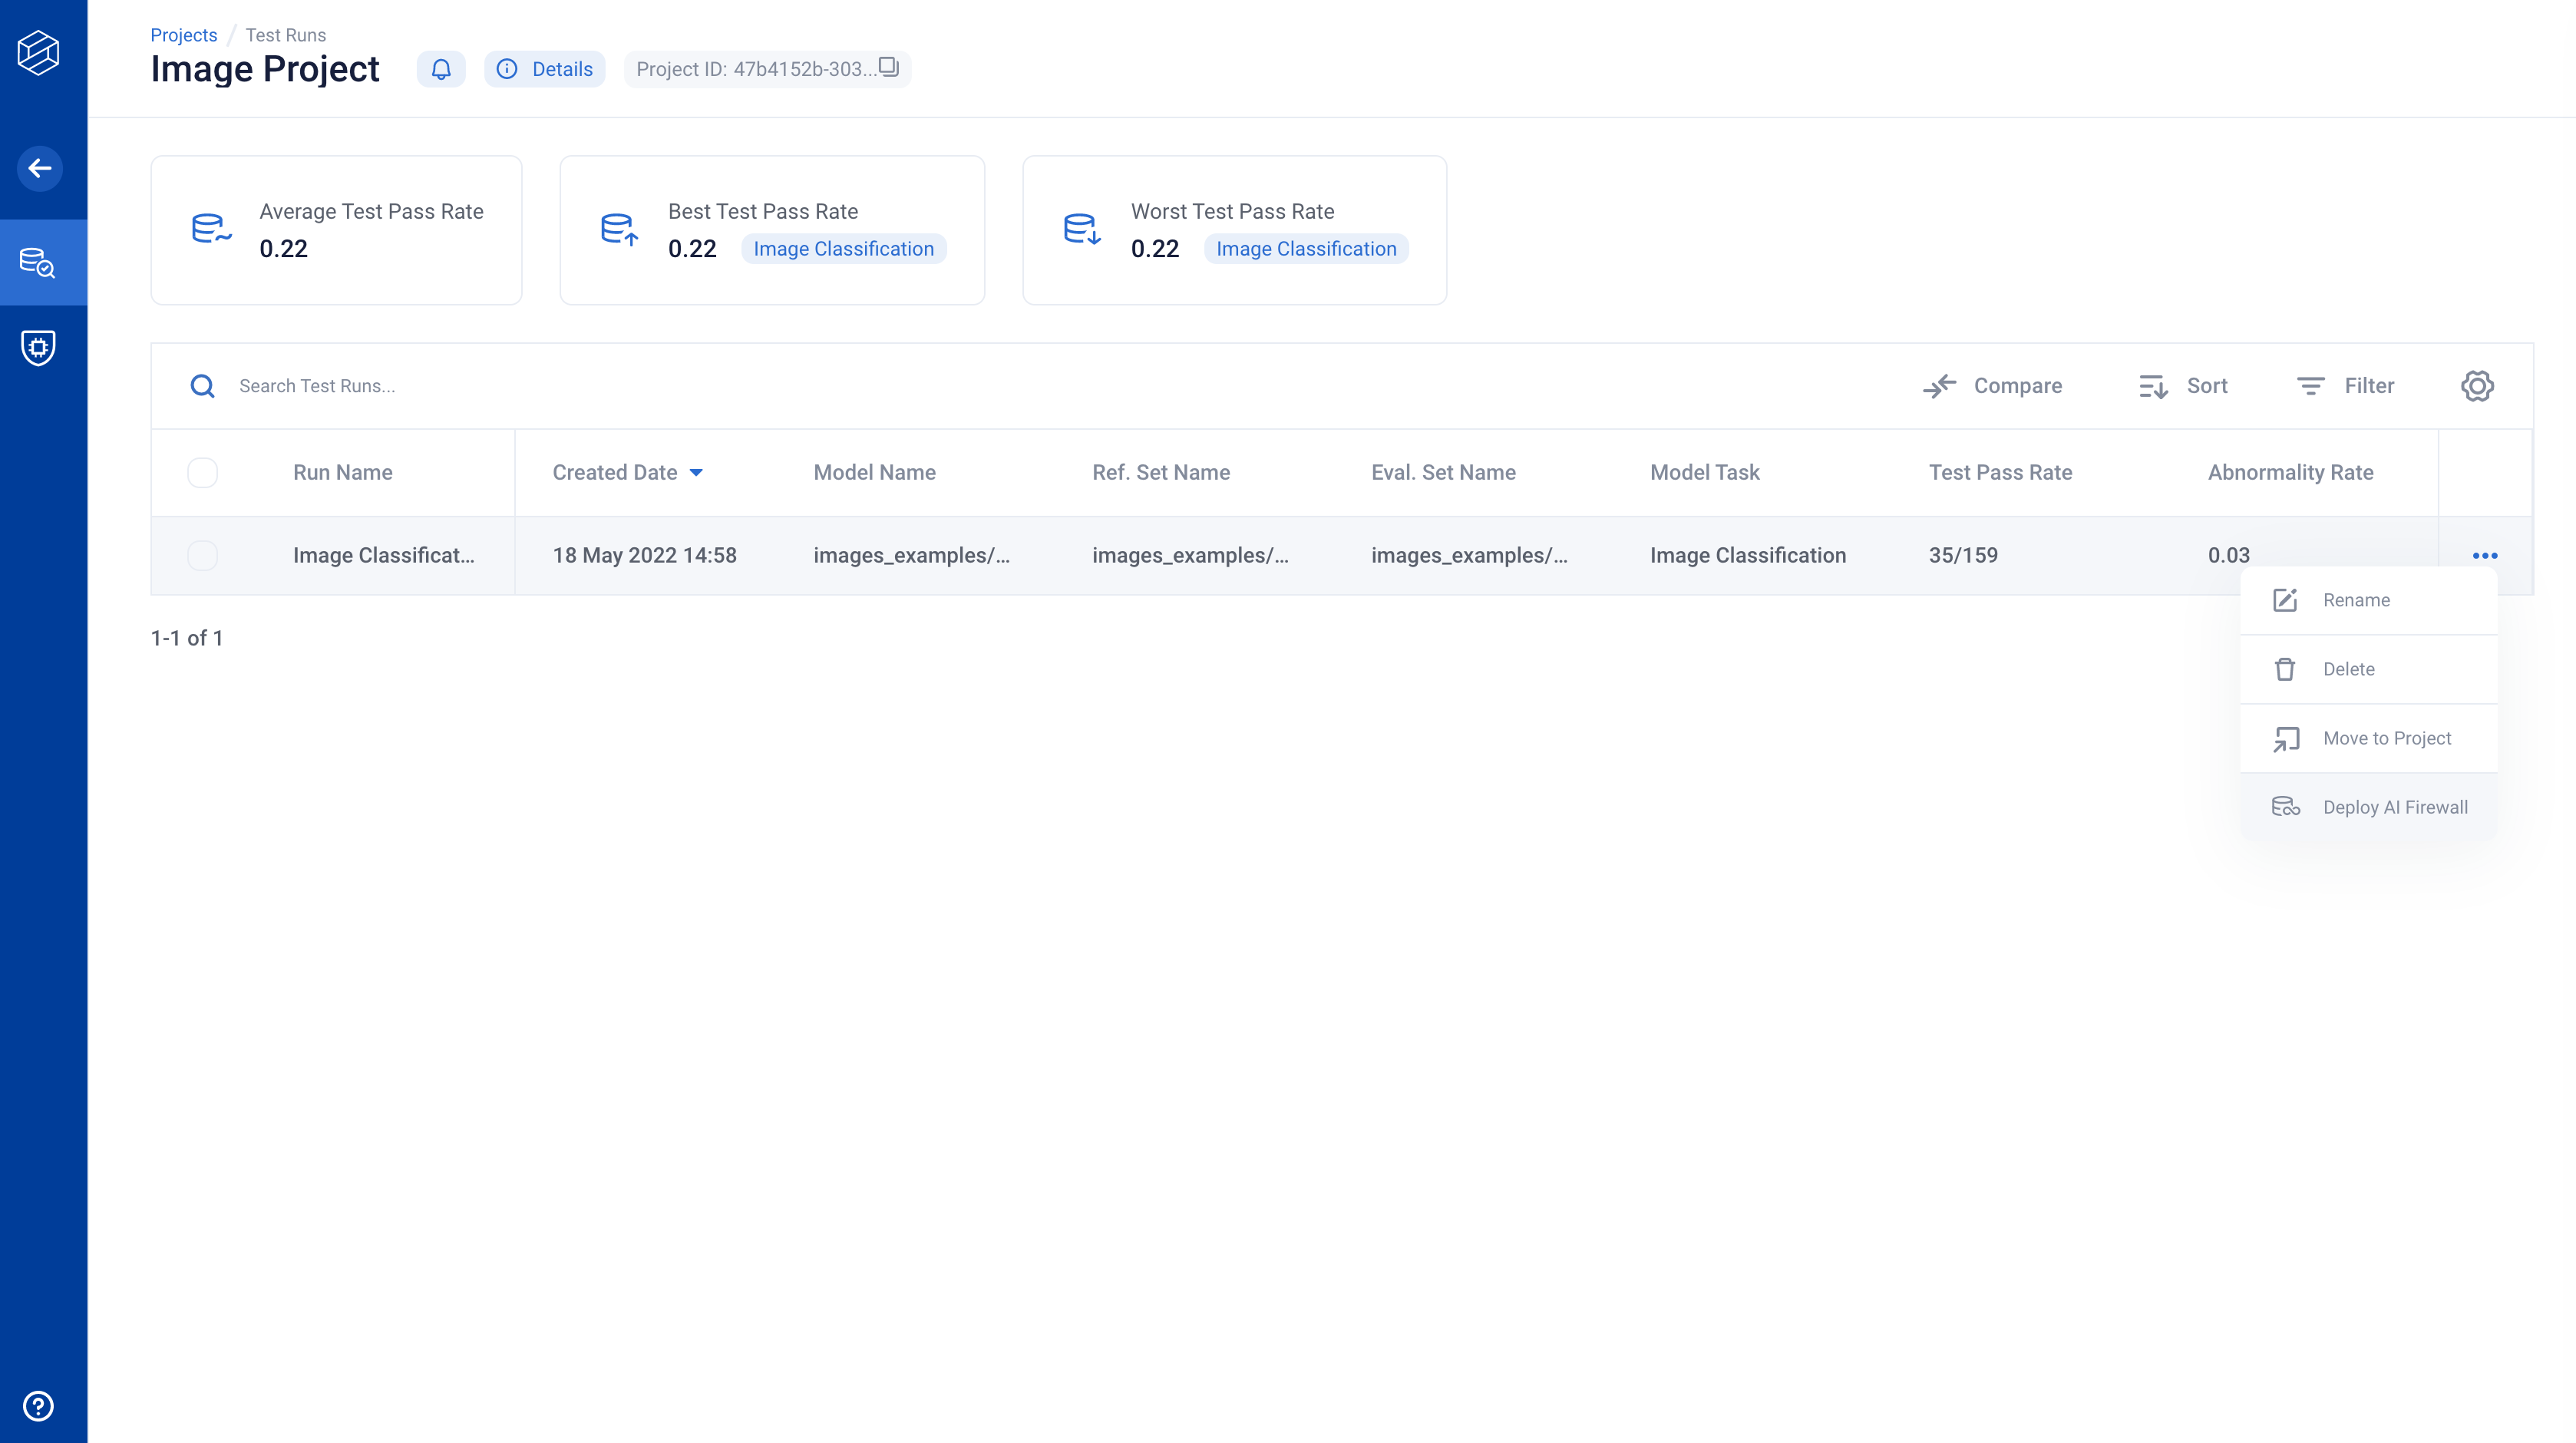 Projects / Test Runs
Image Project
Details
Project ID: 47b4152b-303...
Average Test Pass Rate
0.22
Best Test Pass Rate
0.22 Image Classification
Worst Test Pass Rate
0.22 Image Classification
Search Test Runs...
Compare
Sort
Filter
Run Name Created Date Model Name Ref. Set Name Eval. Set Name Model Task Test Pass Rate Abnormality Rate
Image Classificat... 18 May 2022 14:58 images_examples/... images_examples/... images_examples/... Image Classification 35/159 0.03
Rename
Delete
Move to Project
Deploy AI Firewall
1-1 of 1